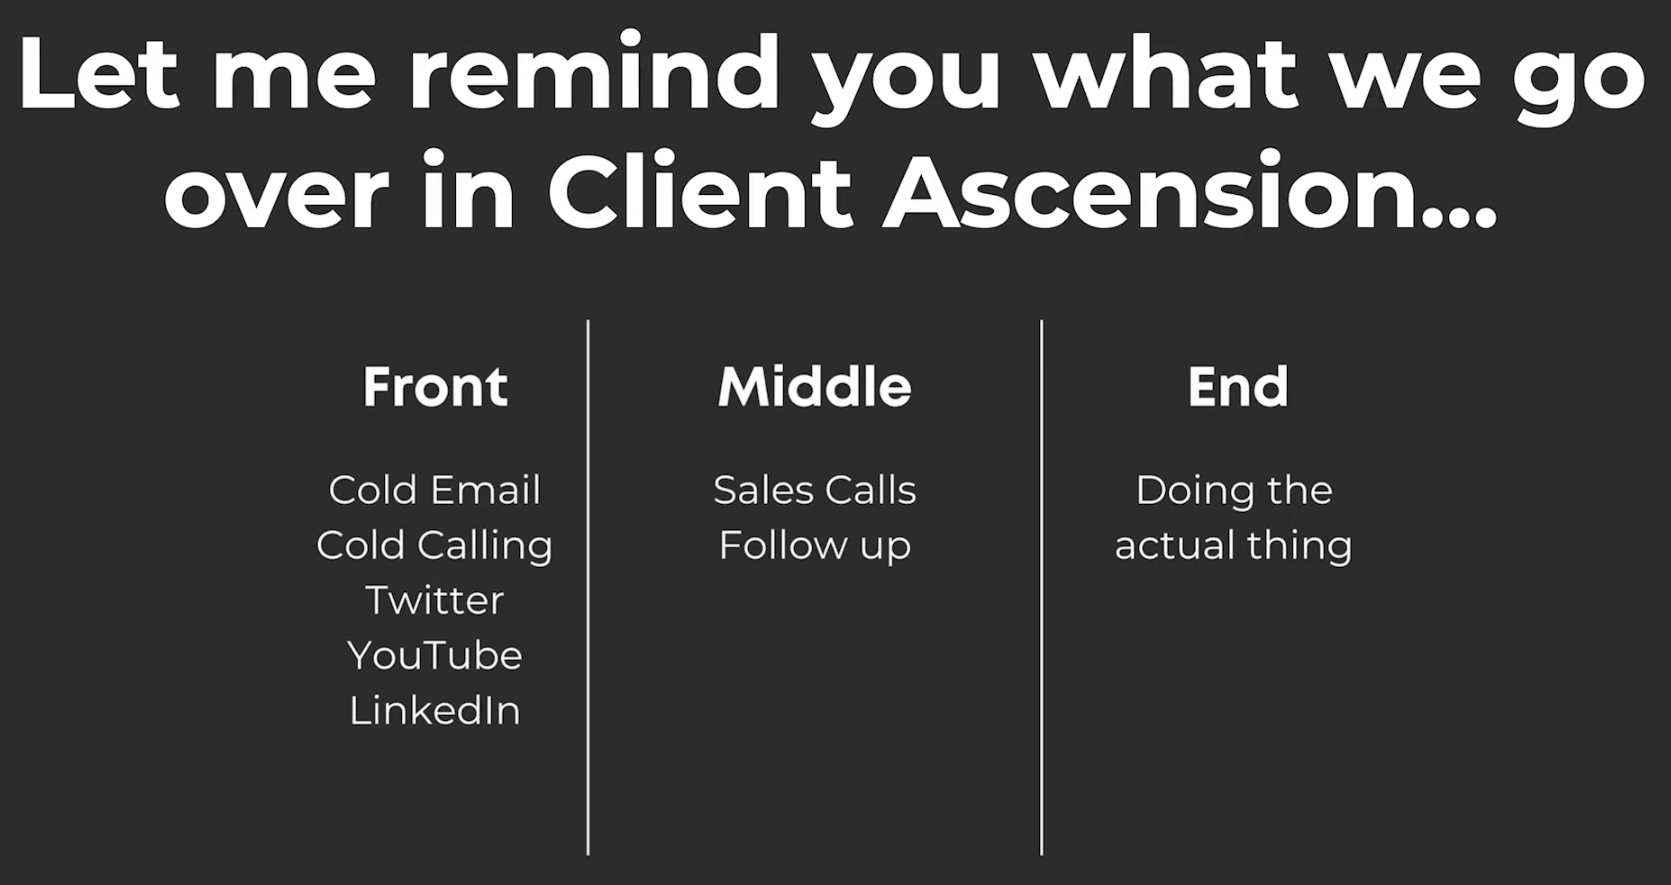 Let me remind you what we go
over in Client Ascension...
Front
Cold Email
Cold Calling
Twitter
YouTube
LinkedIn
Middle
Sales Calls
Follow up
End
Doing the
actual thing